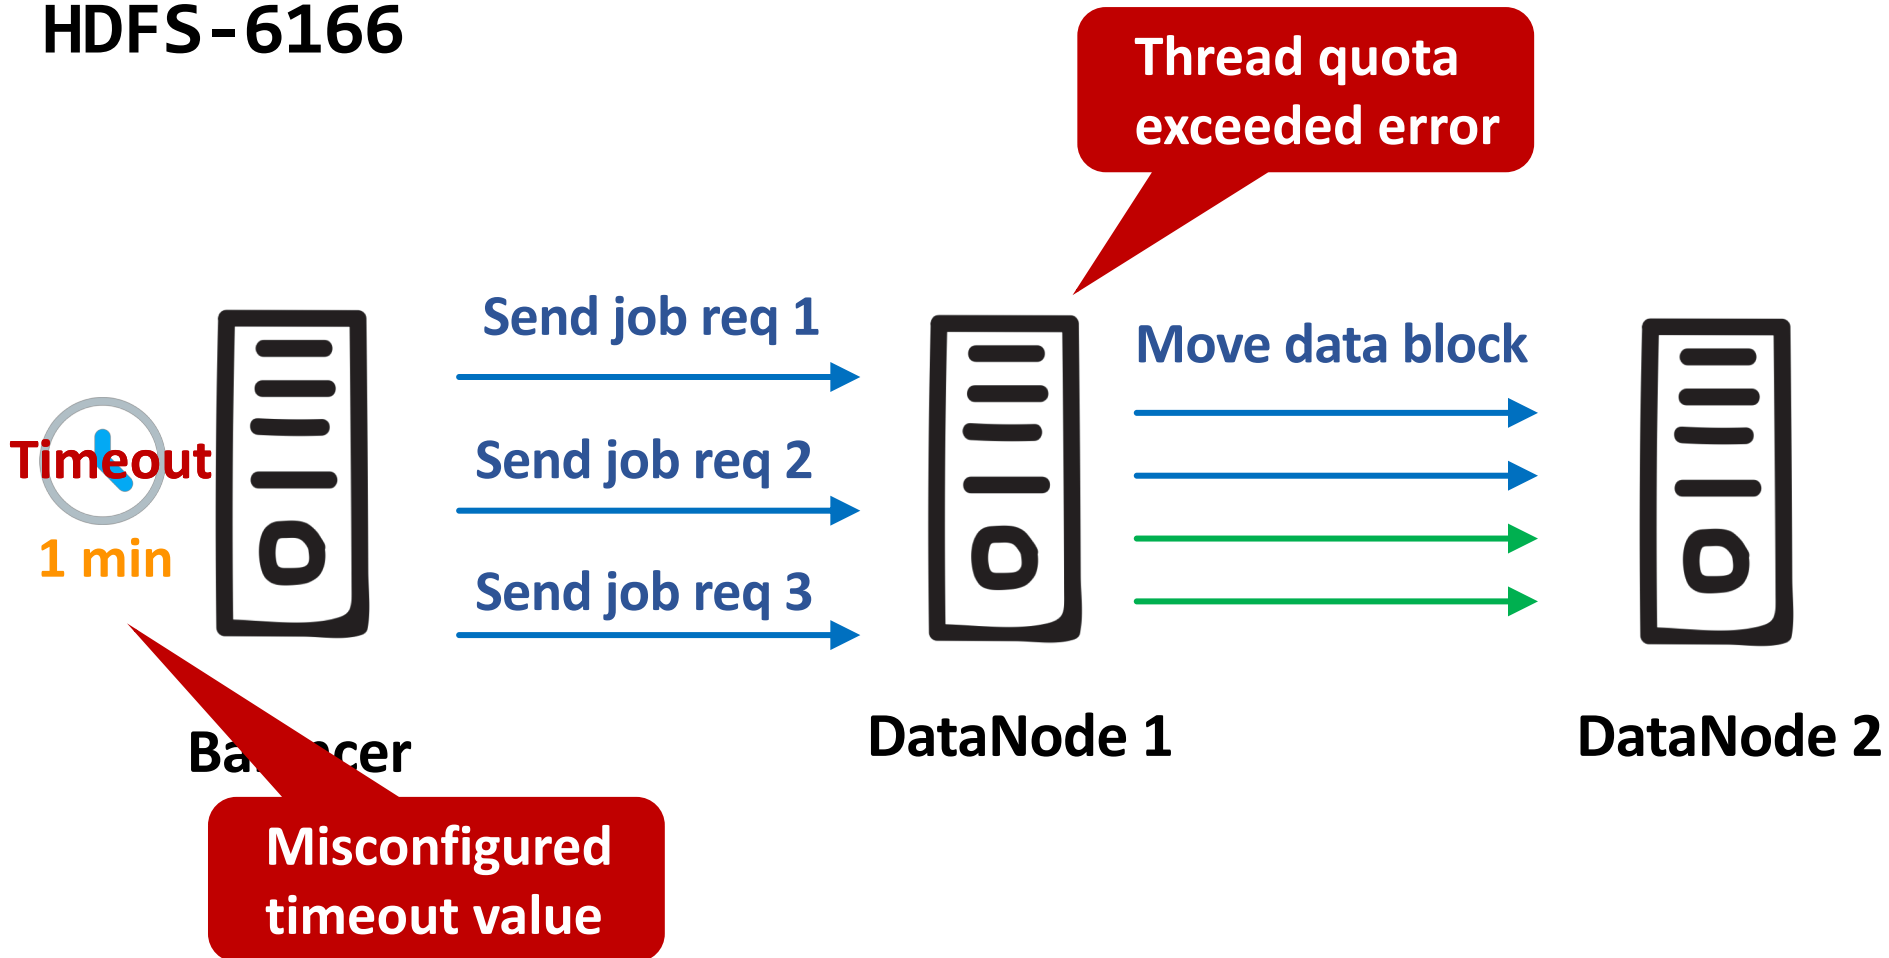 HDFS-6166
Thread quota
exceeded error
Send job req 1
Move data block
Send job req 2
Timeout
1 min
Send job req 3
DataNode 1
DataNode 2
Misconfigured
timeout value